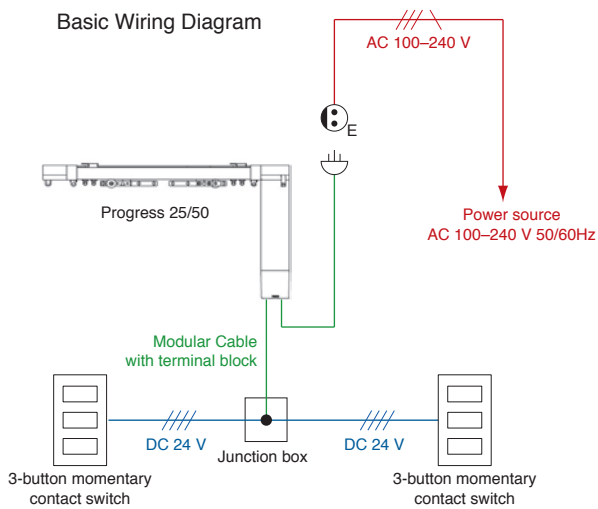 Basic Wiring Diagram
AC 100–240 V
E
Progress 25/50
Power source
AC 100–240 V 50/60Hz
Modular Cable
with terminal block
DC 24 V
DC 24 V
Junction box
3-button momentary
contact switch
3-button momentary
contact switch